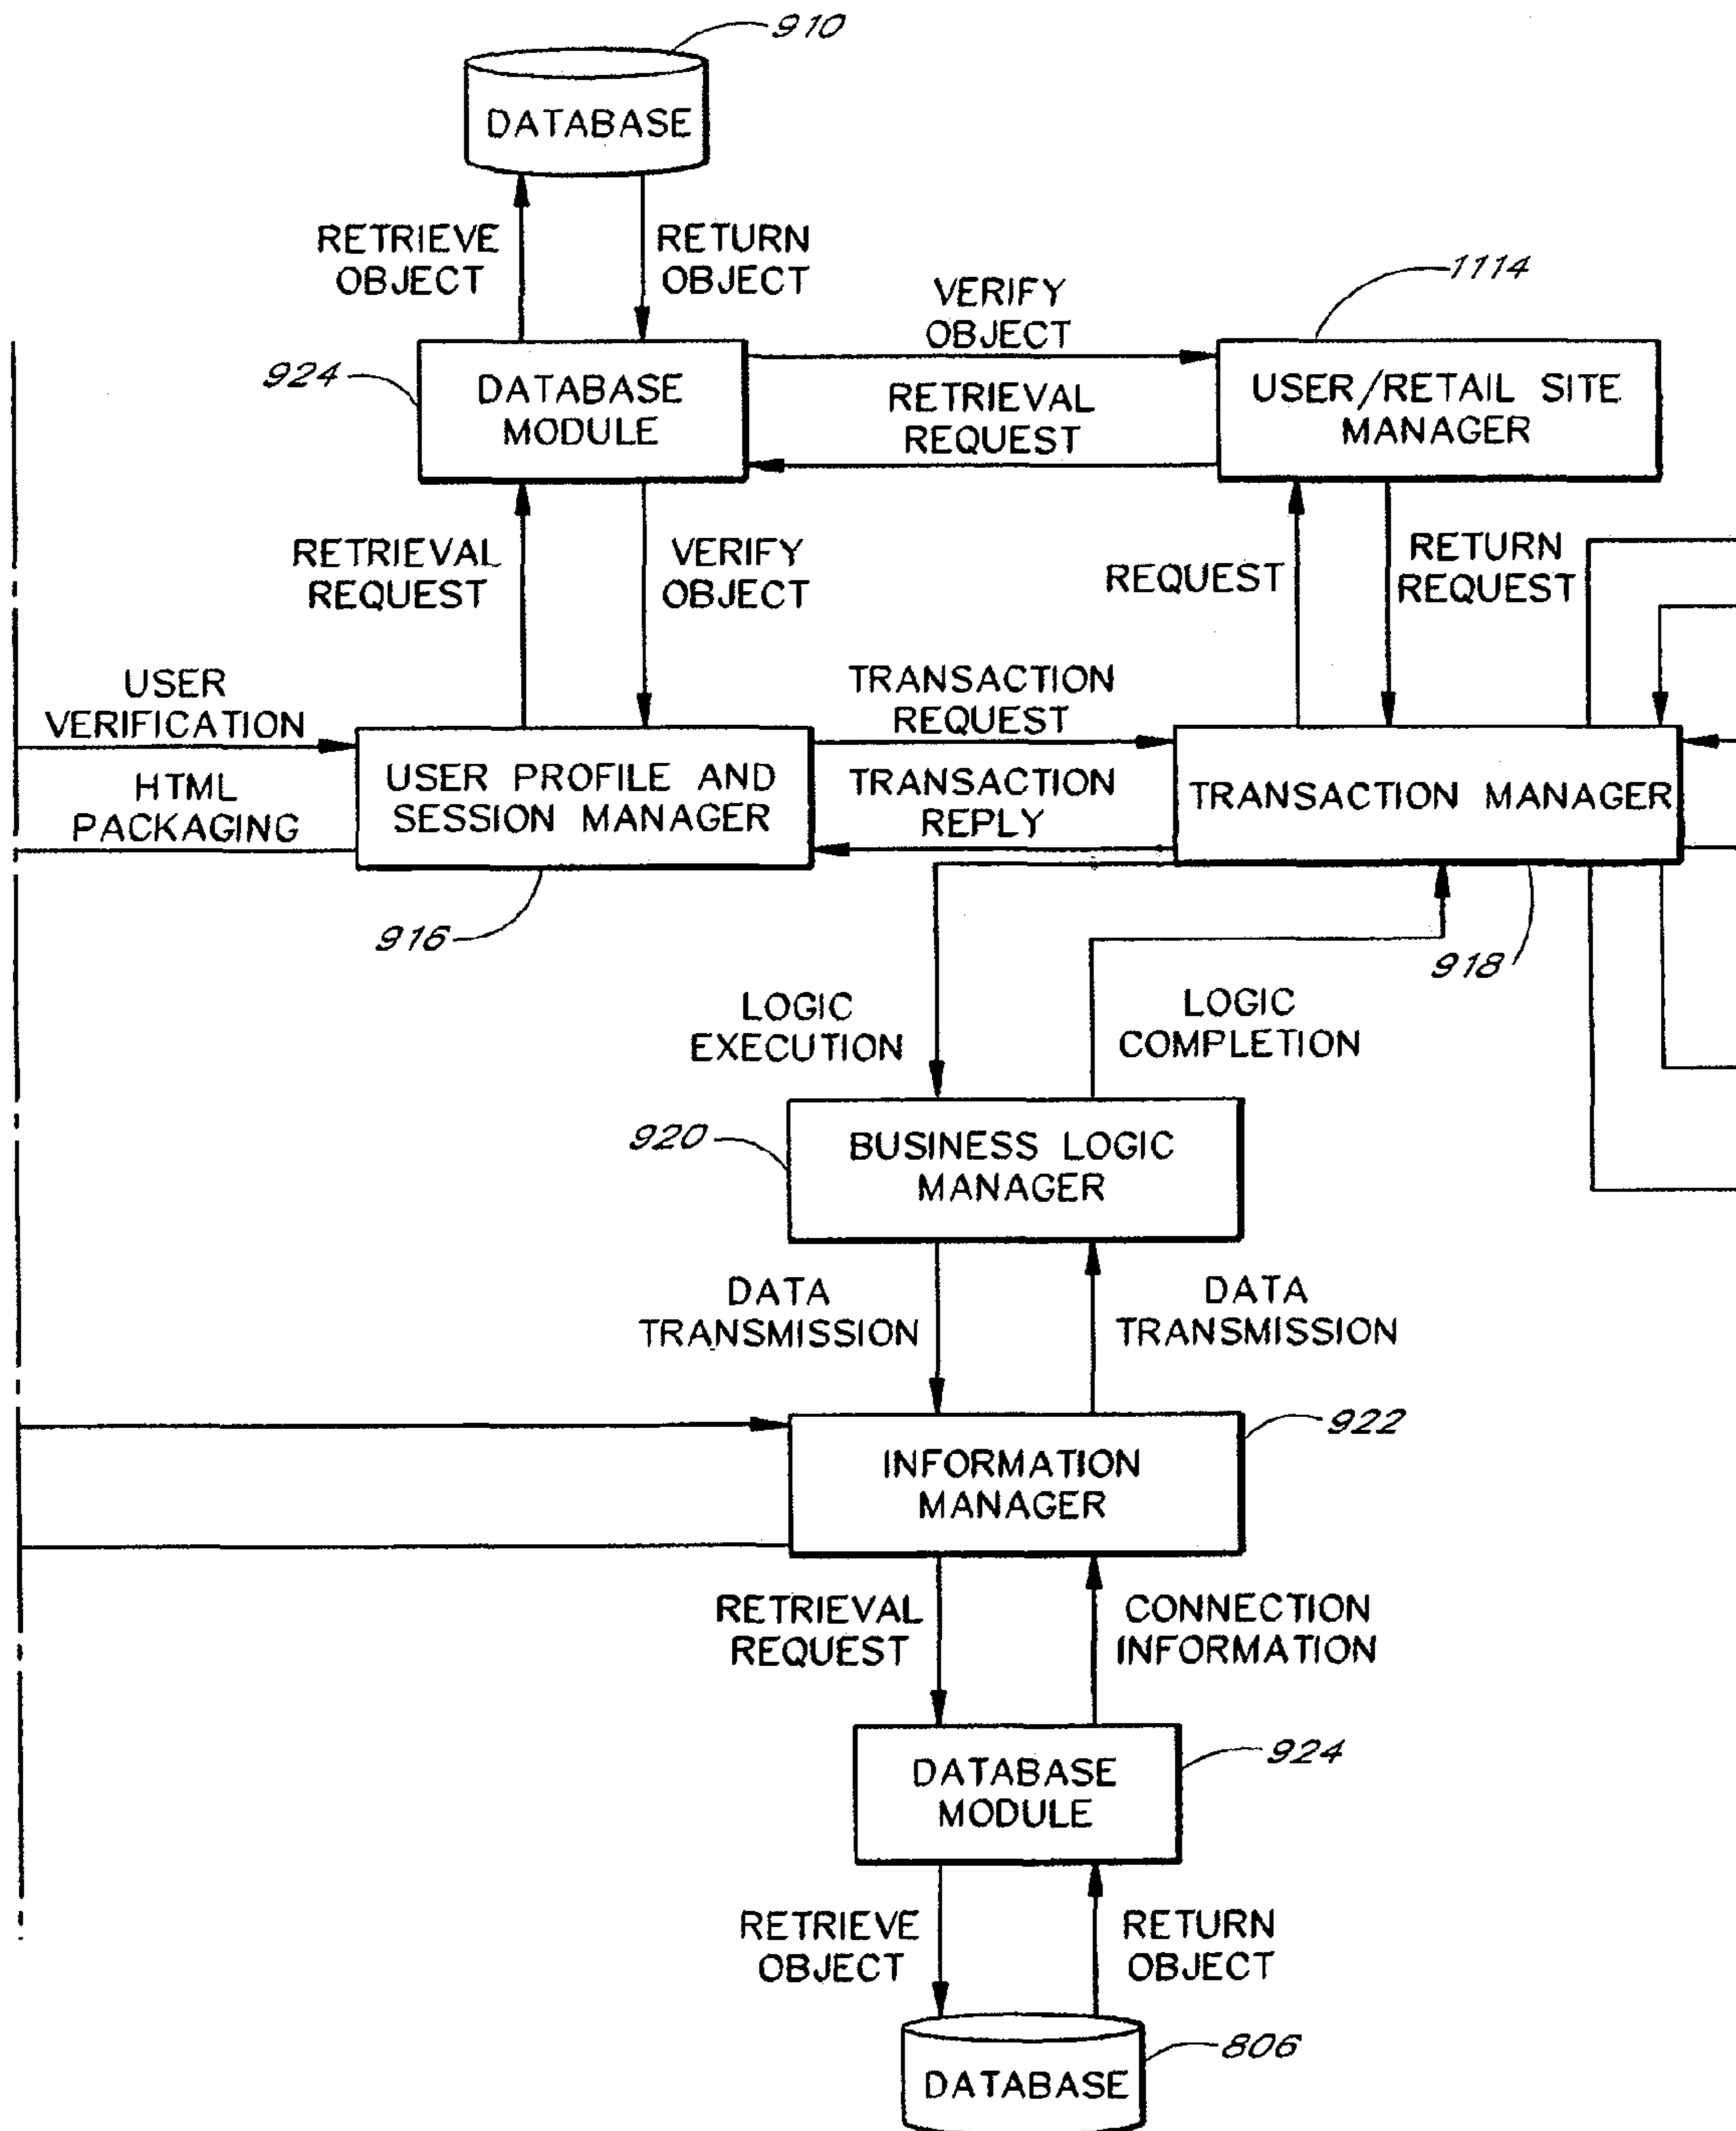 910
DATABASE
RETRIEVE
OBJECT
RETURN
OBJECT
1114
VERIFY
OBJECT
924
DATABASE
MODULE
RETRIEVAL
REQUEST
USER/RETAIL SITE
MANAGER
RETRIEVAL
REQUEST
VERIFY
OBJECT
REQUEST
RETURN
REQUEST
USER
VERIFICATION
HTML
PACKAGING
USER PROFILE AND
SESSION MANAGER
TRANSACTION
REQUEST
TRANSACTION
REPLY
TRANSACTION MANAGER
916
918
LOGIC
EXECUTION
LOGIC
COMPLETION
920
BUSINESS LOGIC
MANAGER
DATA
TRANSMISSION
DATA
TRANSMISSION
922
INFORMATION
MANAGER
RETRIEVAL
REQUEST
CONNECTION
INFORMATION
924
DATABASE
MODULE
RETRIEVE
OBJECT
RETURN
OBJECT
806
DATABASE